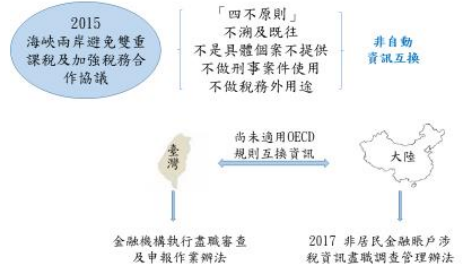 2015
海峽兩岸避免雙重
課稅及加強稅務合
作協議
「四不原則」
不溯及既往
不是具體個案不提供
不做刑事案件使用
不做稅務外用途
非自動
資訊互換
臺灣
尚未適用OECD
規則互換資訊
大陸
金融機構執行盡職審查
及申報作業辦法
2017 非居民金融賬戶涉
稅資訊盡職調查管理辦法